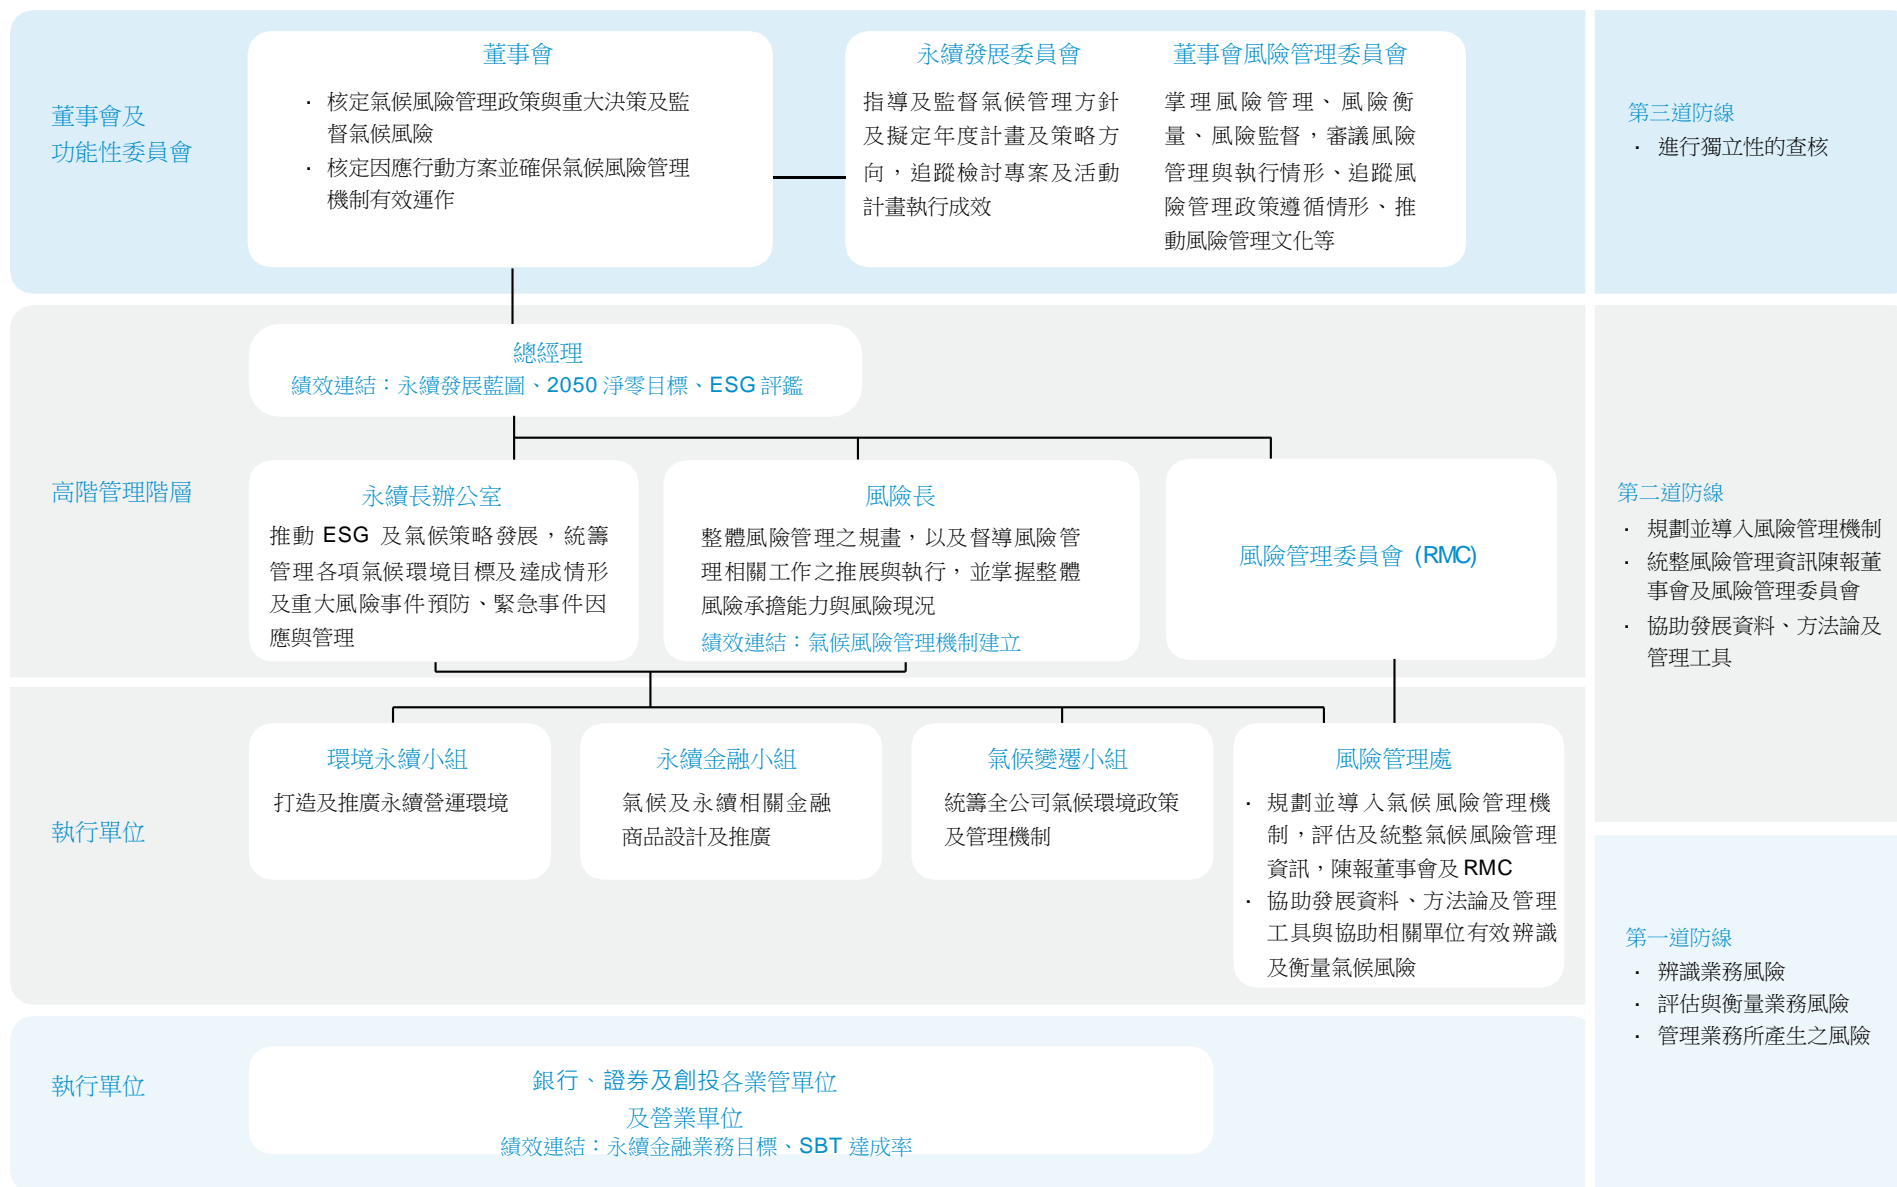 董事會及
功能性委員會
董事會
· 核定氣候風險管理政策與重大決策及監
督氣候風險
· 核定因應行動方案並確保氣候風險管理
機制有效運作
永續發展委員會
指導及監督氣候管理方針
及擬定年度計畫及策略方
向，追蹤檢討專案及活動
計畫執行成效
董事會風險管理委員會
掌理風險管理、風險衡
量、風險監督，審議風險
管理與執行情形、追蹤風
險管理政策遵循情形、推
動風險管理文化等
第三道防線
· 進行獨立性的查核
高階管理階層
總經理
績效連結：永續發展藍圖、2050 淨零目標、ESG 評鑑
永續長辦公室
推動 ESG 及氣候策略發展，統籌
管理各項氣候環境目標及達成情形
及重大風險事件預防、緊急事件因
應與管理
風險長
整體風險管理之規畫，以及督導風險管
理相關工作之推展與執行，並掌握整體
風險承擔能力與風險現況
績效連結：氣候風險管理機制建立
風險管理委員會 (RMC)
第二道防線
· 規劃並導入風險管理機制
· 統整風險管理資訊陳報董
事會及風險管理委員會
· 協助發展資料、方法論及
管理工具
執行單位
環境永續小組
打造及推廣永續營運環境
永續金融小組
氣候及永續相關金融
商品設計及推廣
氣候變遷小組
統籌全公司氣候環境政策
及管理機制
風險管理處
· 規劃並導入氣候風險管理機
制，評估及統整氣候風險管理
資訊，陳報董事會及 RMC
· 協助發展資料、方法論及管理
工具與協助相關單位有效辨識
及衡量氣候風險
第一道防線
· 辨識業務風險
· 評估與衡量業務風險
· 管理業務所產生之風險
執行單位
銀行、證券及創投各業管單位
及營業單位
績效連結：永續金融業務目標、SBT 達成率